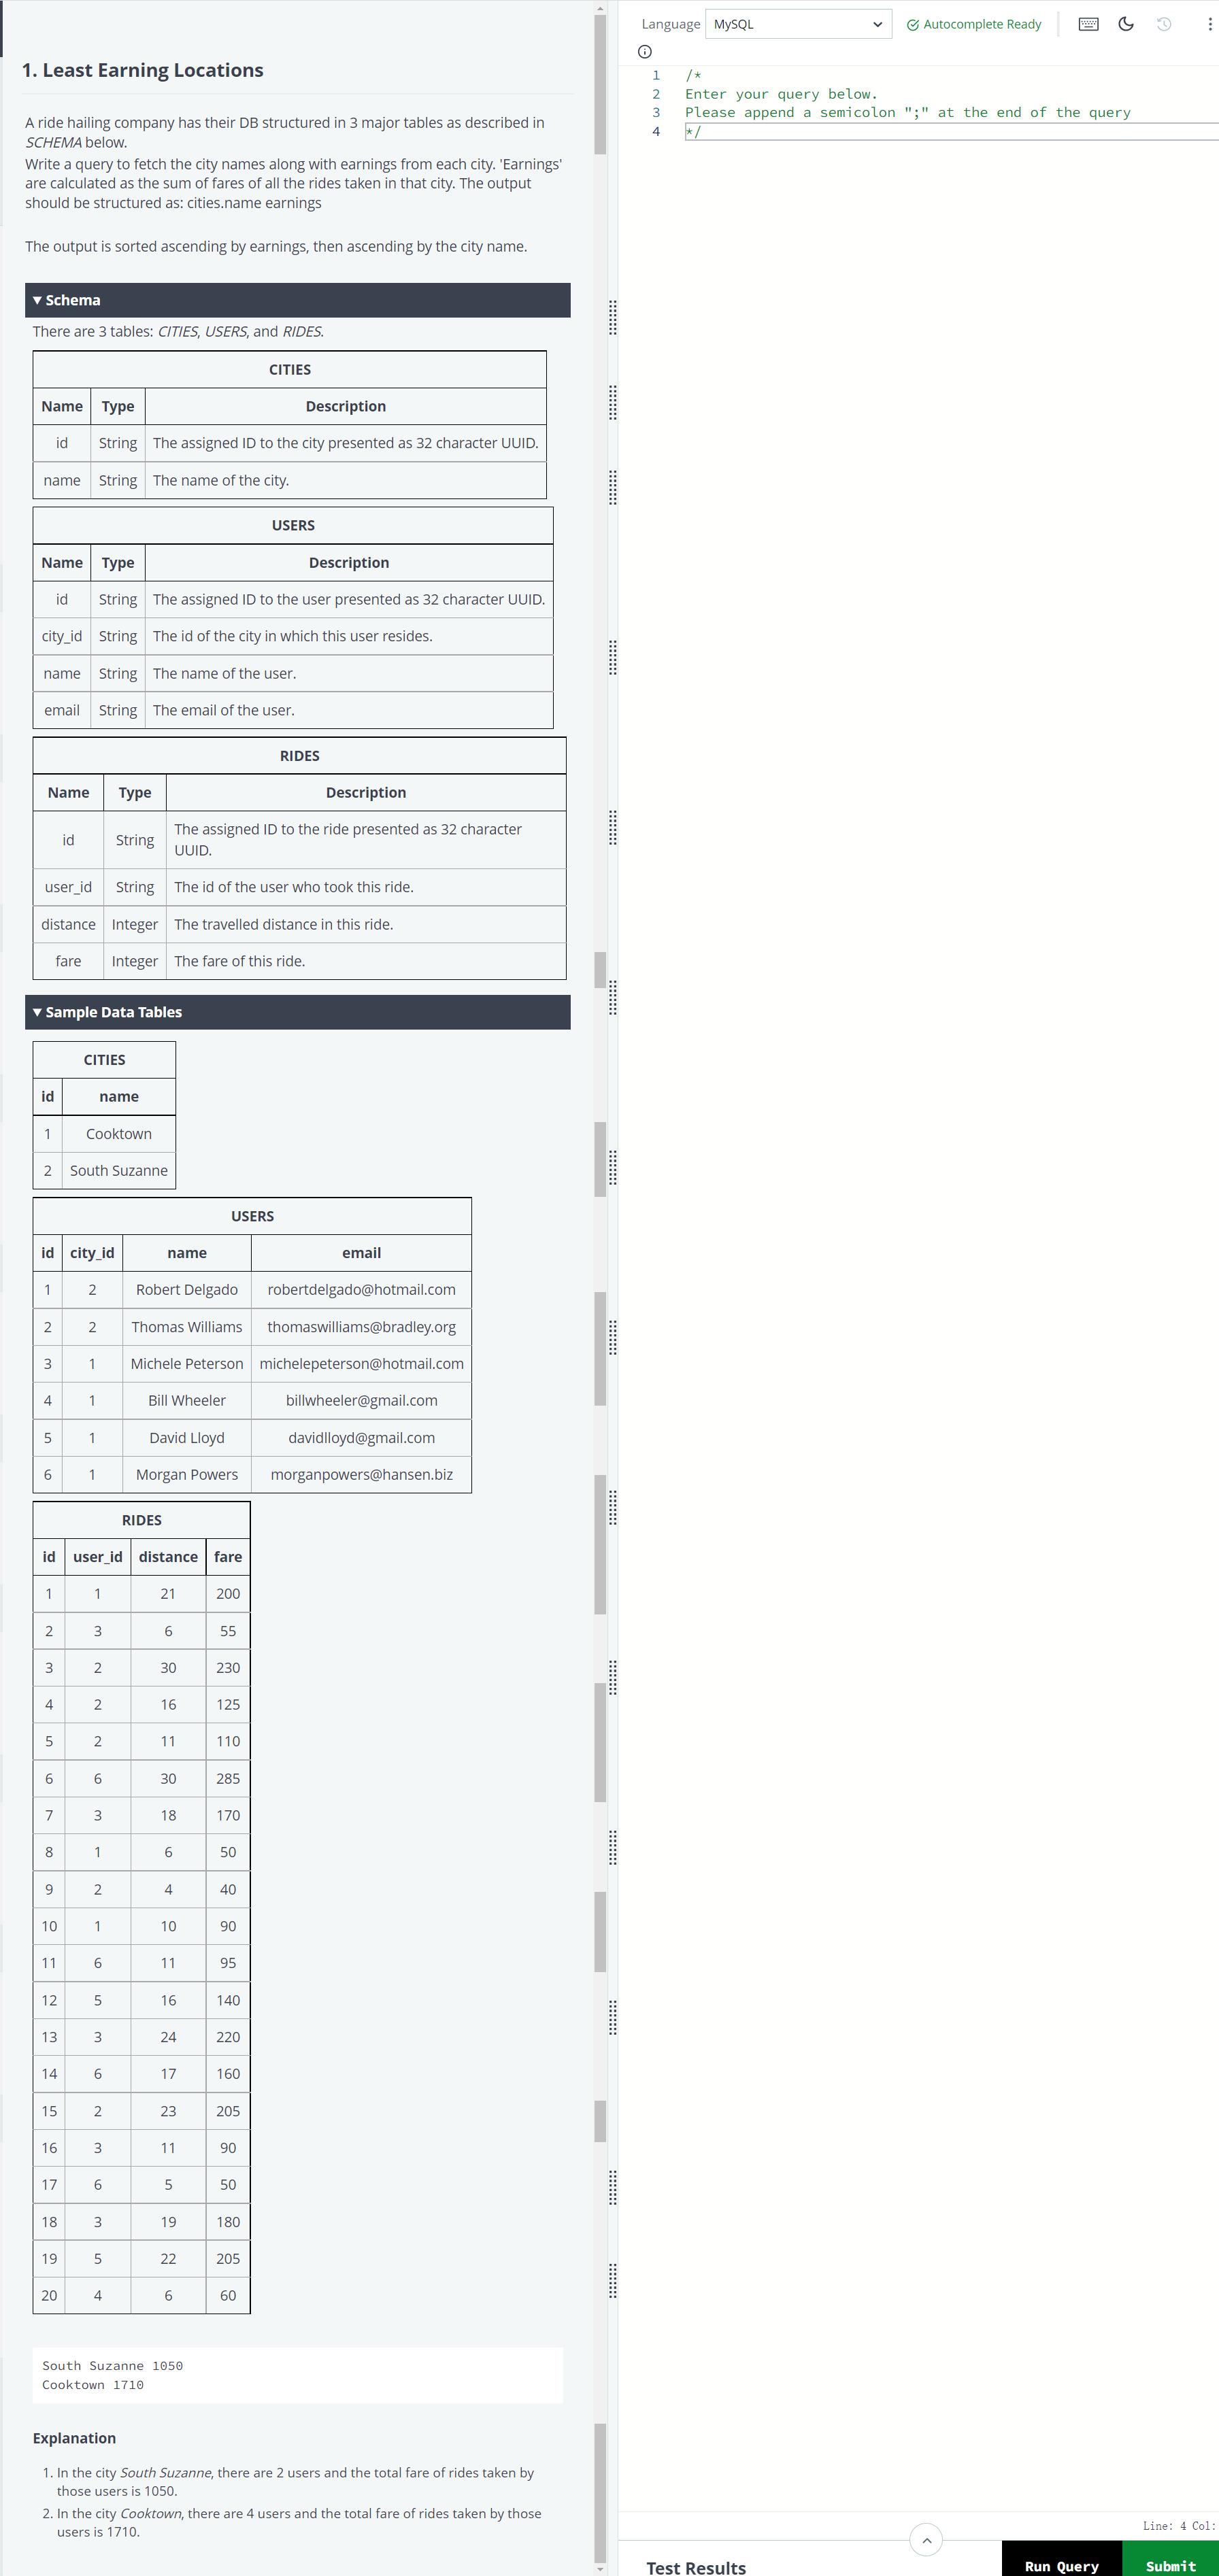 Language MySQL Autocomplete Ready
1. Least Earning Locations
A ride hailing company has their DB structured in 3 major tables as described in
SCHEMA below.
Write a query to fetch the city names along with earnings from each city. 'Earnings'
are calculated as the sum of fares of all the rides taken in that city. The output
should be structured as: cities.name earnings
The output is sorted ascending by earnings, then ascending by the city name.
▼ Schema
There are 3 tables: CITIES, USERS, and RIDES.
CITIES
Name Type Description
id String The assigned ID to the city presented as 32 character UUID.
name String The name of the city.
USERS
Name Type Description
id String The assigned ID to the user presented as 32 character UUID.
city_id String The id of the city in which this user resides.
name String The name of the user.
email String The email of the user.
RIDES
Name Type Description
id String The assigned ID to the ride presented as 32 character
UUID.
user_id String The id of the user who took this ride.
distance Integer The travelled distance in this ride.
fare Integer The fare of this ride.
▼ Sample Data Tables
CITIES
id name
1 Cooktown
2 South Suzanne
USERS
id city_id name email
1 2 Robert Delgado robertdelgado@hotmail.com
2 2 Thomas Williams thomaswilliams@bradley.org
3 1 Michele Peterson michelepeterson@hotmail.com
4 1 Bill Wheeler billwheeler@gmail.com
5 1 David Lloyd davidlloyd@gmail.com
6 1 Morgan Powers morganpowers@hansen.biz
RIDES
id user_id distance fare
1 1 21 200
2 3 6 55
3 2 30 230
4 2 16 125
5 2 11 110
6 6 30 285
7 3 18 170
8 1 6 50
9 2 4 40
10 1 10 90
11 6 11 95
12 5 16 140
13 3 24 220
14 6 17 160
15 2 23 205
16 3 11 90
17 6 5 50
18 3 19 180
19 5 22 205
20 4 6 60
South Suzanne 1050
Cooktown 1710
Explanation
1. In the city South Suzanne, there are 2 users and the total fare of rides taken by
those users is 1050.
2. In the city Cooktown, there are 4 users and the total fare of rides taken by those
users is 1710.
1 /*
2 Enter your query below.
3 Please append a semicolon ";" at the end of the query
4 */
Line: 4 Col:
Test Results Run Query Submit